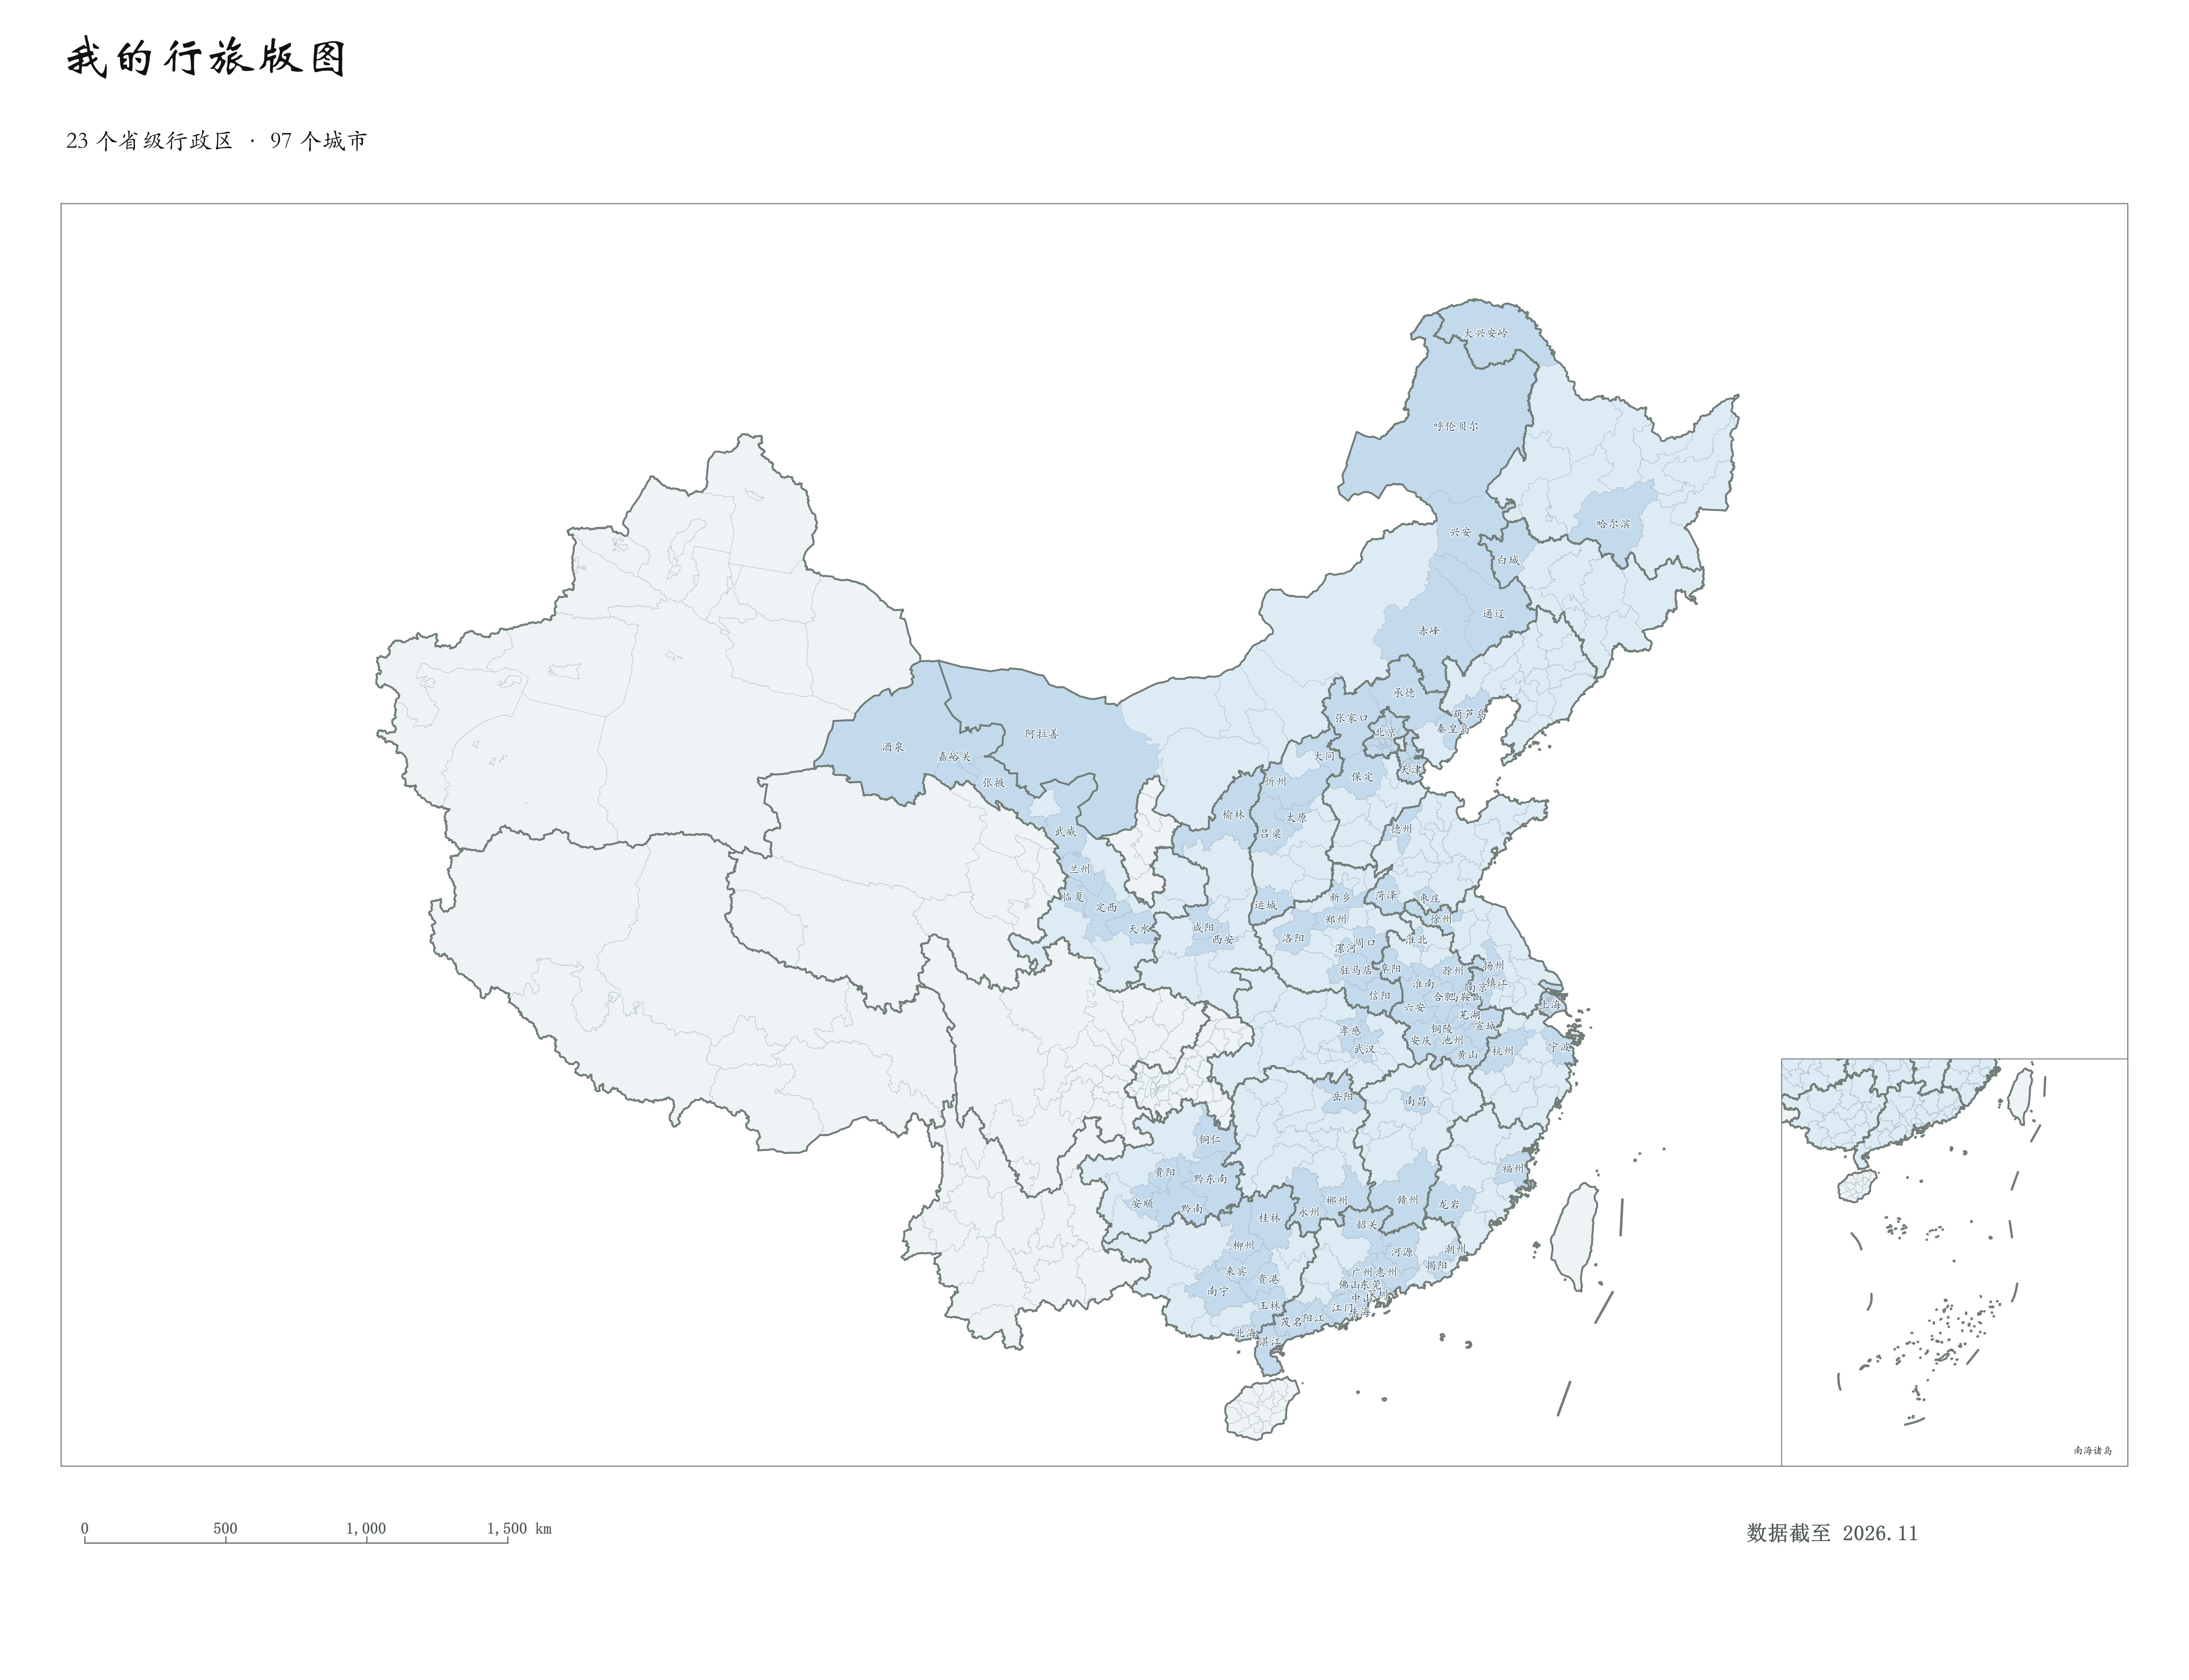 我的行旅版图
23 个省级行政区 · 97 个城市
大兴安岭
呼伦贝尔
哈尔滨
兴安
白城
通辽
赤峰
承德
葫芦岛
张家口
秦皇岛
北京
阿拉善
酒泉
嘉峪关
大同
天津
保定
张掖
忻州
榆林
太原
德州
武威
吕梁
兰州
临夏
新乡
菏泽
枣庄
定西
运城
郑州
徐州
天水
咸阳
西安
洛阳
周口
漯河
淮北
驻马店
阜阳
滁州
扬州
淮南
南京
镇江
信阳
合肥
马鞍山
六安
上海
芜湖
宣城
孝感
铜陵
武汉
安庆
池州
黄山
杭州
宁波
岳阳
南昌
铜仁
贵阳
黔东南
福州
安顺
黔南
郴州
赣州
龙岩
桂林
永州
韶关
柳州
河源
潮州
来宾
贵港
广州
惠州
揭阳
南宁
佛山
东莞
玉林
中山
深圳
江门
珠海
茂名
阳江
北海
湛江
南海诸岛
0
500
1,000
1,500 km
数据截至 2026.11